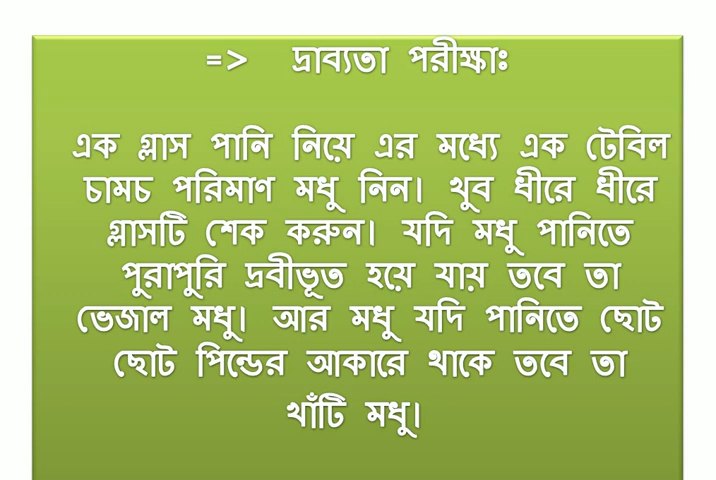 => দ্রাব্যতা পরীক্ষাঃ
এক গ্লাস পানি নিয়ে এর মধ্যে এক টেবিল
চামচ পরিমাণ মধু নিন। খুব ধীরে ধীরে
গ্লাসটি শেক করুন। যদি মধু পানিতে
পুরাপুরি দ্রবীভূত হয়ে যায় তবে তা
ভেজাল মধু। আর মধু যদি পানিতে ছোট
ছোট পিন্ডের আকারে থাকে তবে তা
খাঁটি মধু।